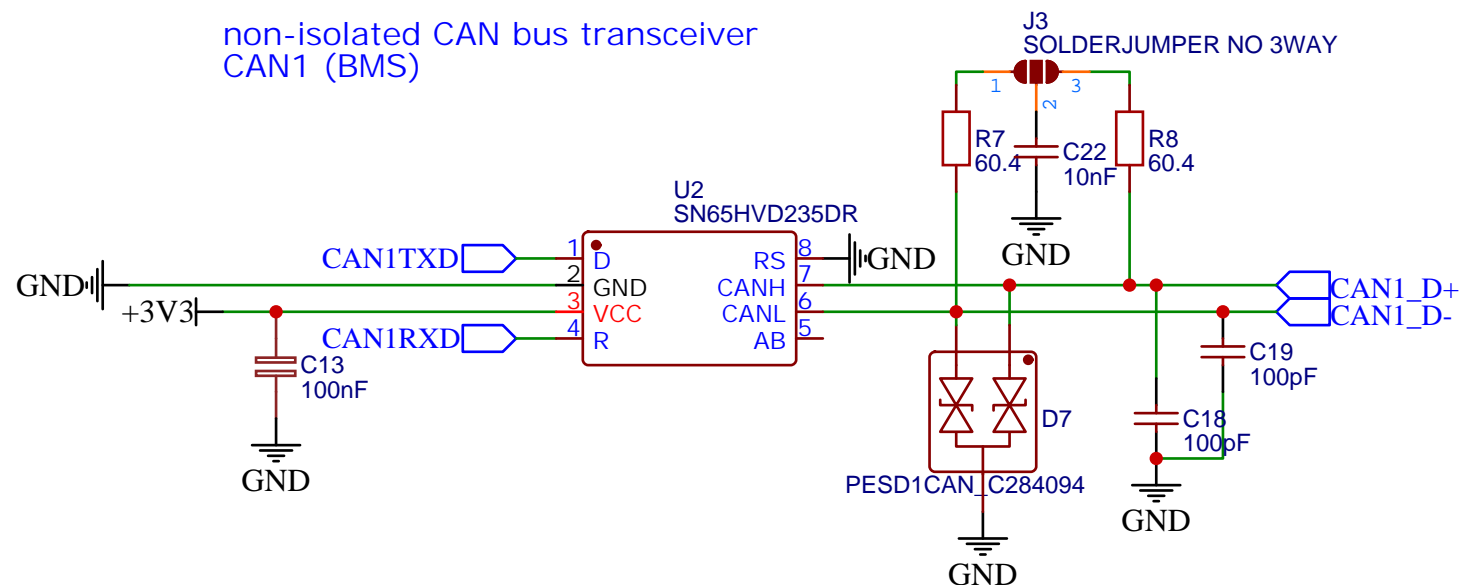 non-isolated CAN bus transceiver
CAN1 (BMS)
J3
SOLDERJUMPER NO 3WAY
1
2
3
R7
60.4
C22
10nF
R8
60.4
GND
U2
SN65HVD235DR
CAN1TXD
1
D
8
RS
GND
GND
2
GND
7
CANH
CAN1_D+
+3V3
3
VCC
6
CANL
CAN1_D-
CAN1RXD
4
R
5
AB
C13
100nF
GND
C19
100pF
C18
100pF
GND
D7
PESD1CAN_C284094
GND